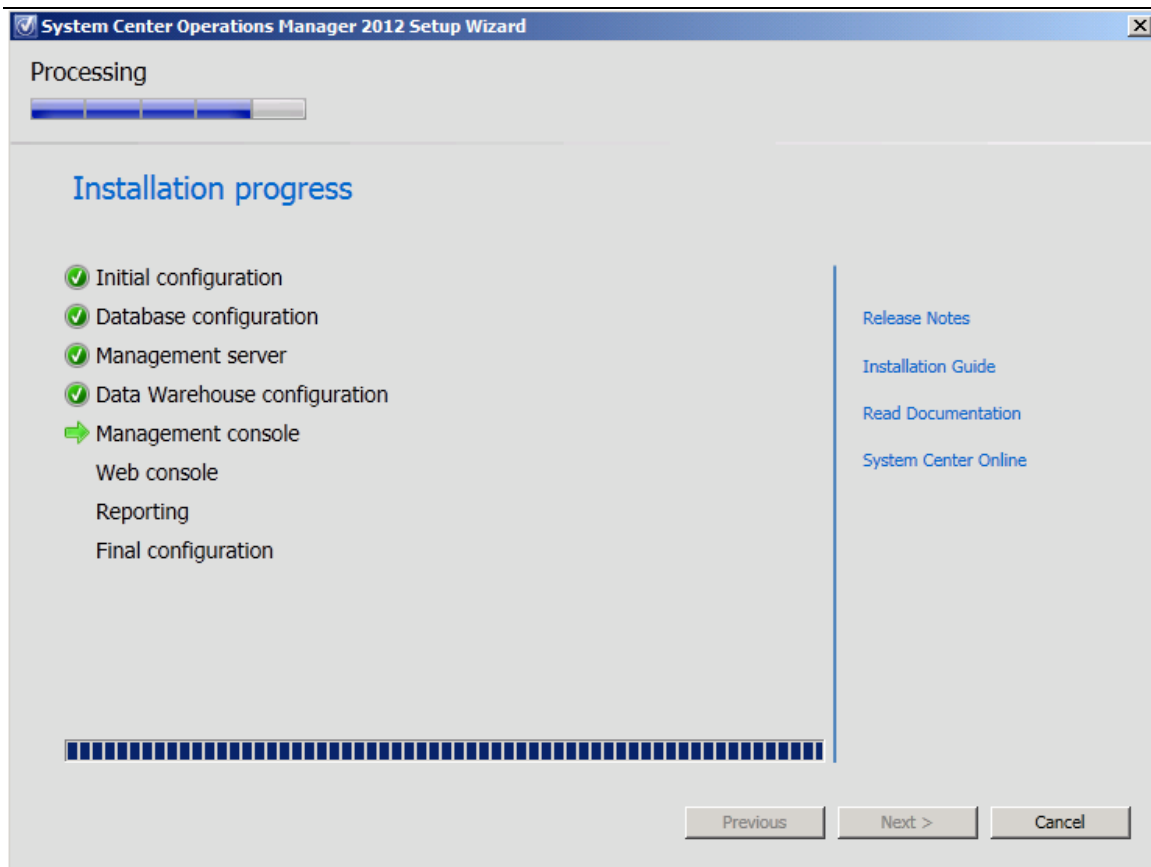 System Center Operations Manager 2012 Setup Wizard
Processing
Installation progress
Initial configuration
Database configuration
Management server
Data Warehouse configuration
Management console
Web console
Reporting
Final configuration
Release Notes
Installation Guide
Read Documentation
System Center Online
Previous
Next >
Cancel